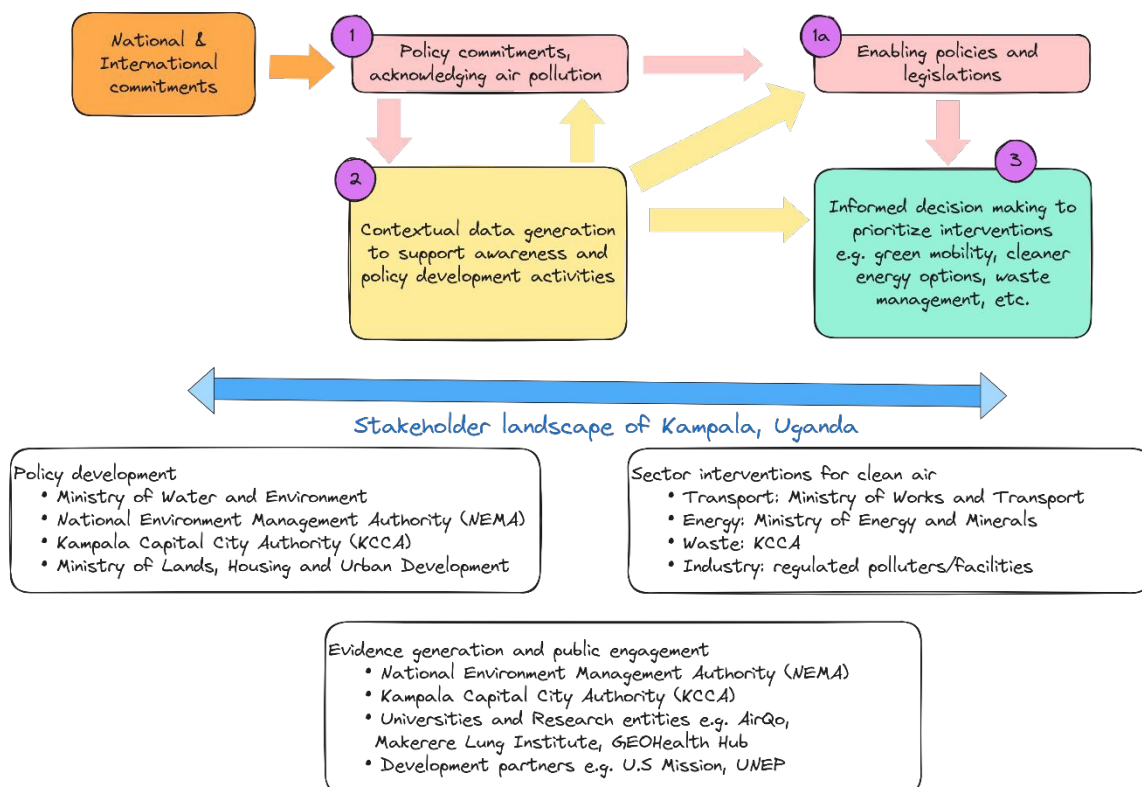 National &
International
commitments
1
Policy commitments,
acknowledging air pollution
1a
Enabling policies and
legislations
2
Contextual data generation
to support awareness and
policy development activities
3
Informed decision making to
prioritize interventions
e.g. green mobility, cleaner
energy options, waste
management, etc.
Stakeholder landscape of Kampala, Uganda
Policy development
• Ministry of Water and Environment
• National Environment Management Authority (NEMA)
• Kampala Capital City Authority (KCCA)
• Ministry of Lands, Housing and Urban Development
Sector interventions for clean air
• Transport: Ministry of Works and Transport
• Energy: Ministry of Energy and Minerals
• Waste: KCCA
• Industry: regulated polluters/facilities
Evidence generation and public engagement
• National Environment Management Authority (NEMA)
• Kampala Capital City Authority (KCCA)
• Universities and Research entities e.g. AirQo,
Makerere Lung Institute, GEOHealth Hub
• Development partners e.g. U.S Mission, UNEP